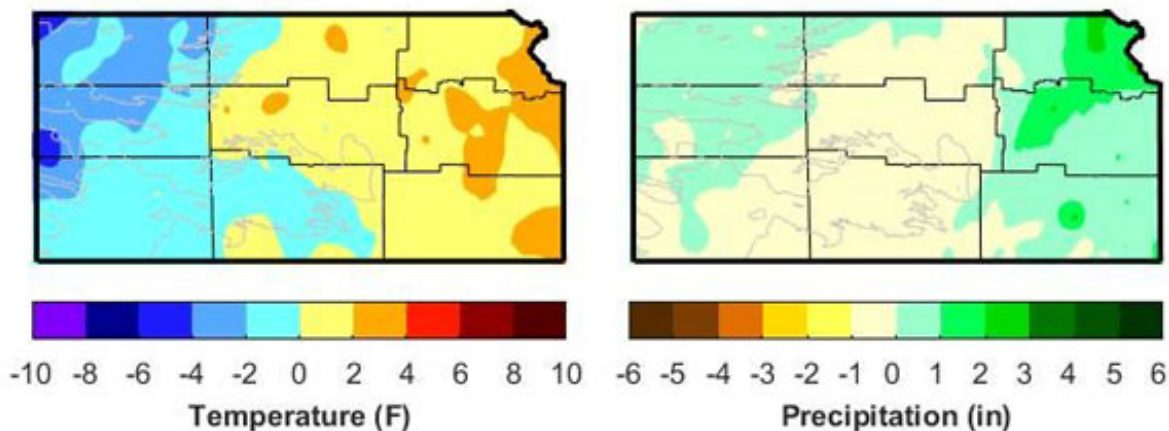 -10 -8 -6 -4 -2 0 2 4 6 8 10
Temperature (F)
-6 -5 -4 -3 -2 -1 0 1 2 3 4 5 6
Precipitation (in)